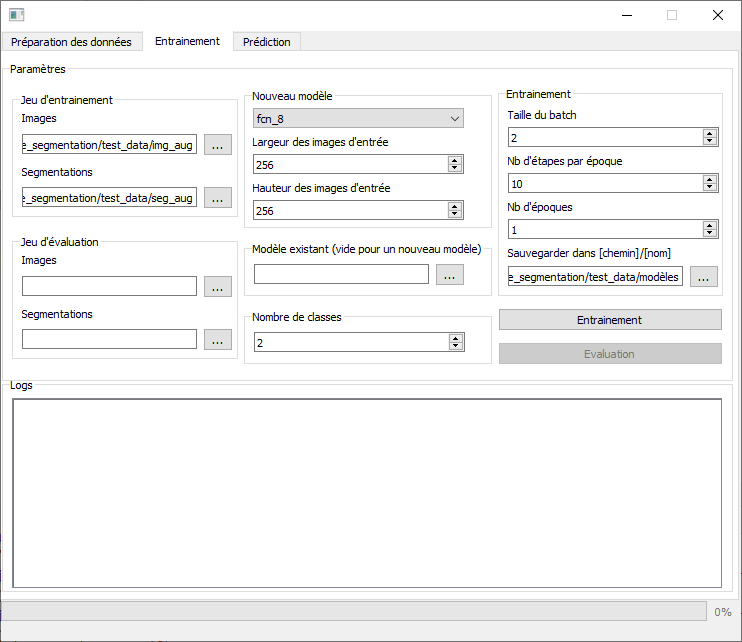 Préparation des données
Entrainement
Prédiction
Paramètres
Jeu d'entrainement
Images
e_segmentation/test_data/img_aug
...
Segmentations
e_segmentation/test_data/seg_aug
...
Jeu d'évaluation
Images
...
Segmentations
...
Nouveau modèle
fcn_8
Largeur des images d'entrée
256
Hauteur des images d'entrée
256
Modèle existant (vide pour un nouveau modèle)
...
Nombre de classes
2
Entrainement
Taille du batch
2
Nb d'étapes par époque
10
Nb d'époques
1
Sauvegarder dans [chemin]/[nom]
e_segmentation/test_data/modèles
...
Entrainement
Evaluation
Logs
0%